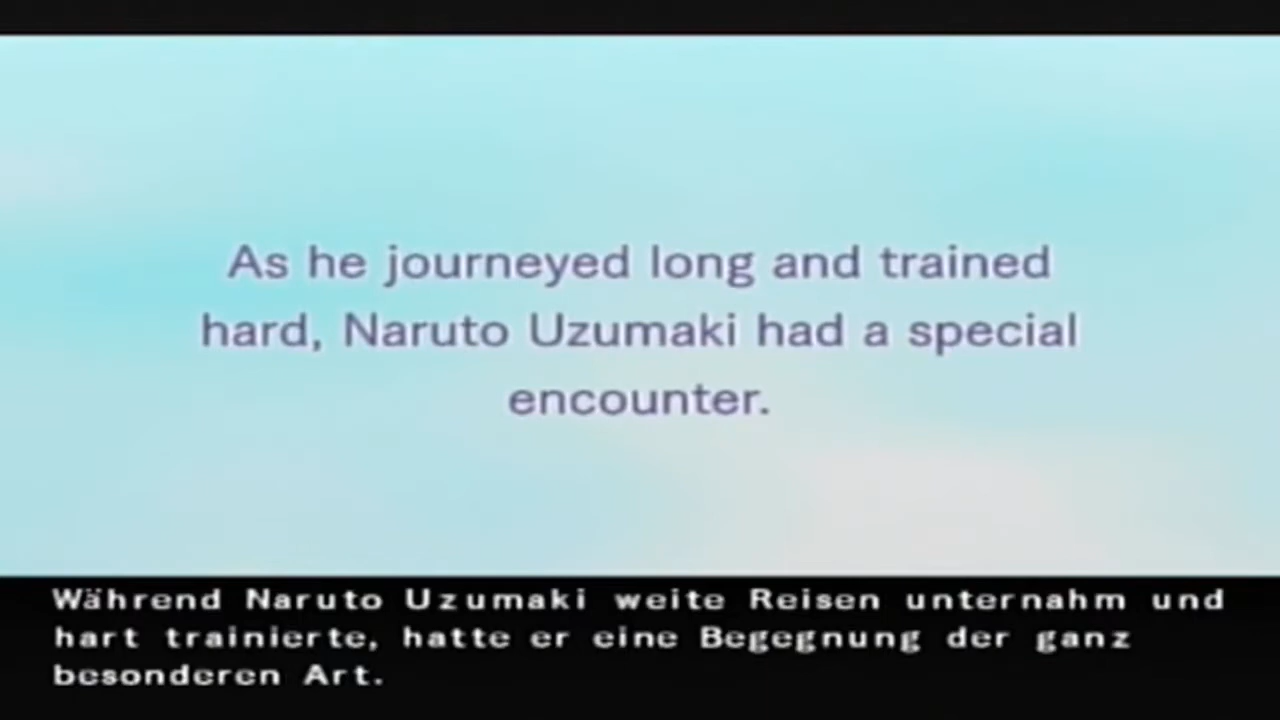 As he journeyed long and trained
hard, Naruto Uzumaki had a special
encounter.
Während Naruto Uzumaki weite Reisen unternahm und
hart trainierte, hatte er eine Begegnung der ganz
besonderen Art.